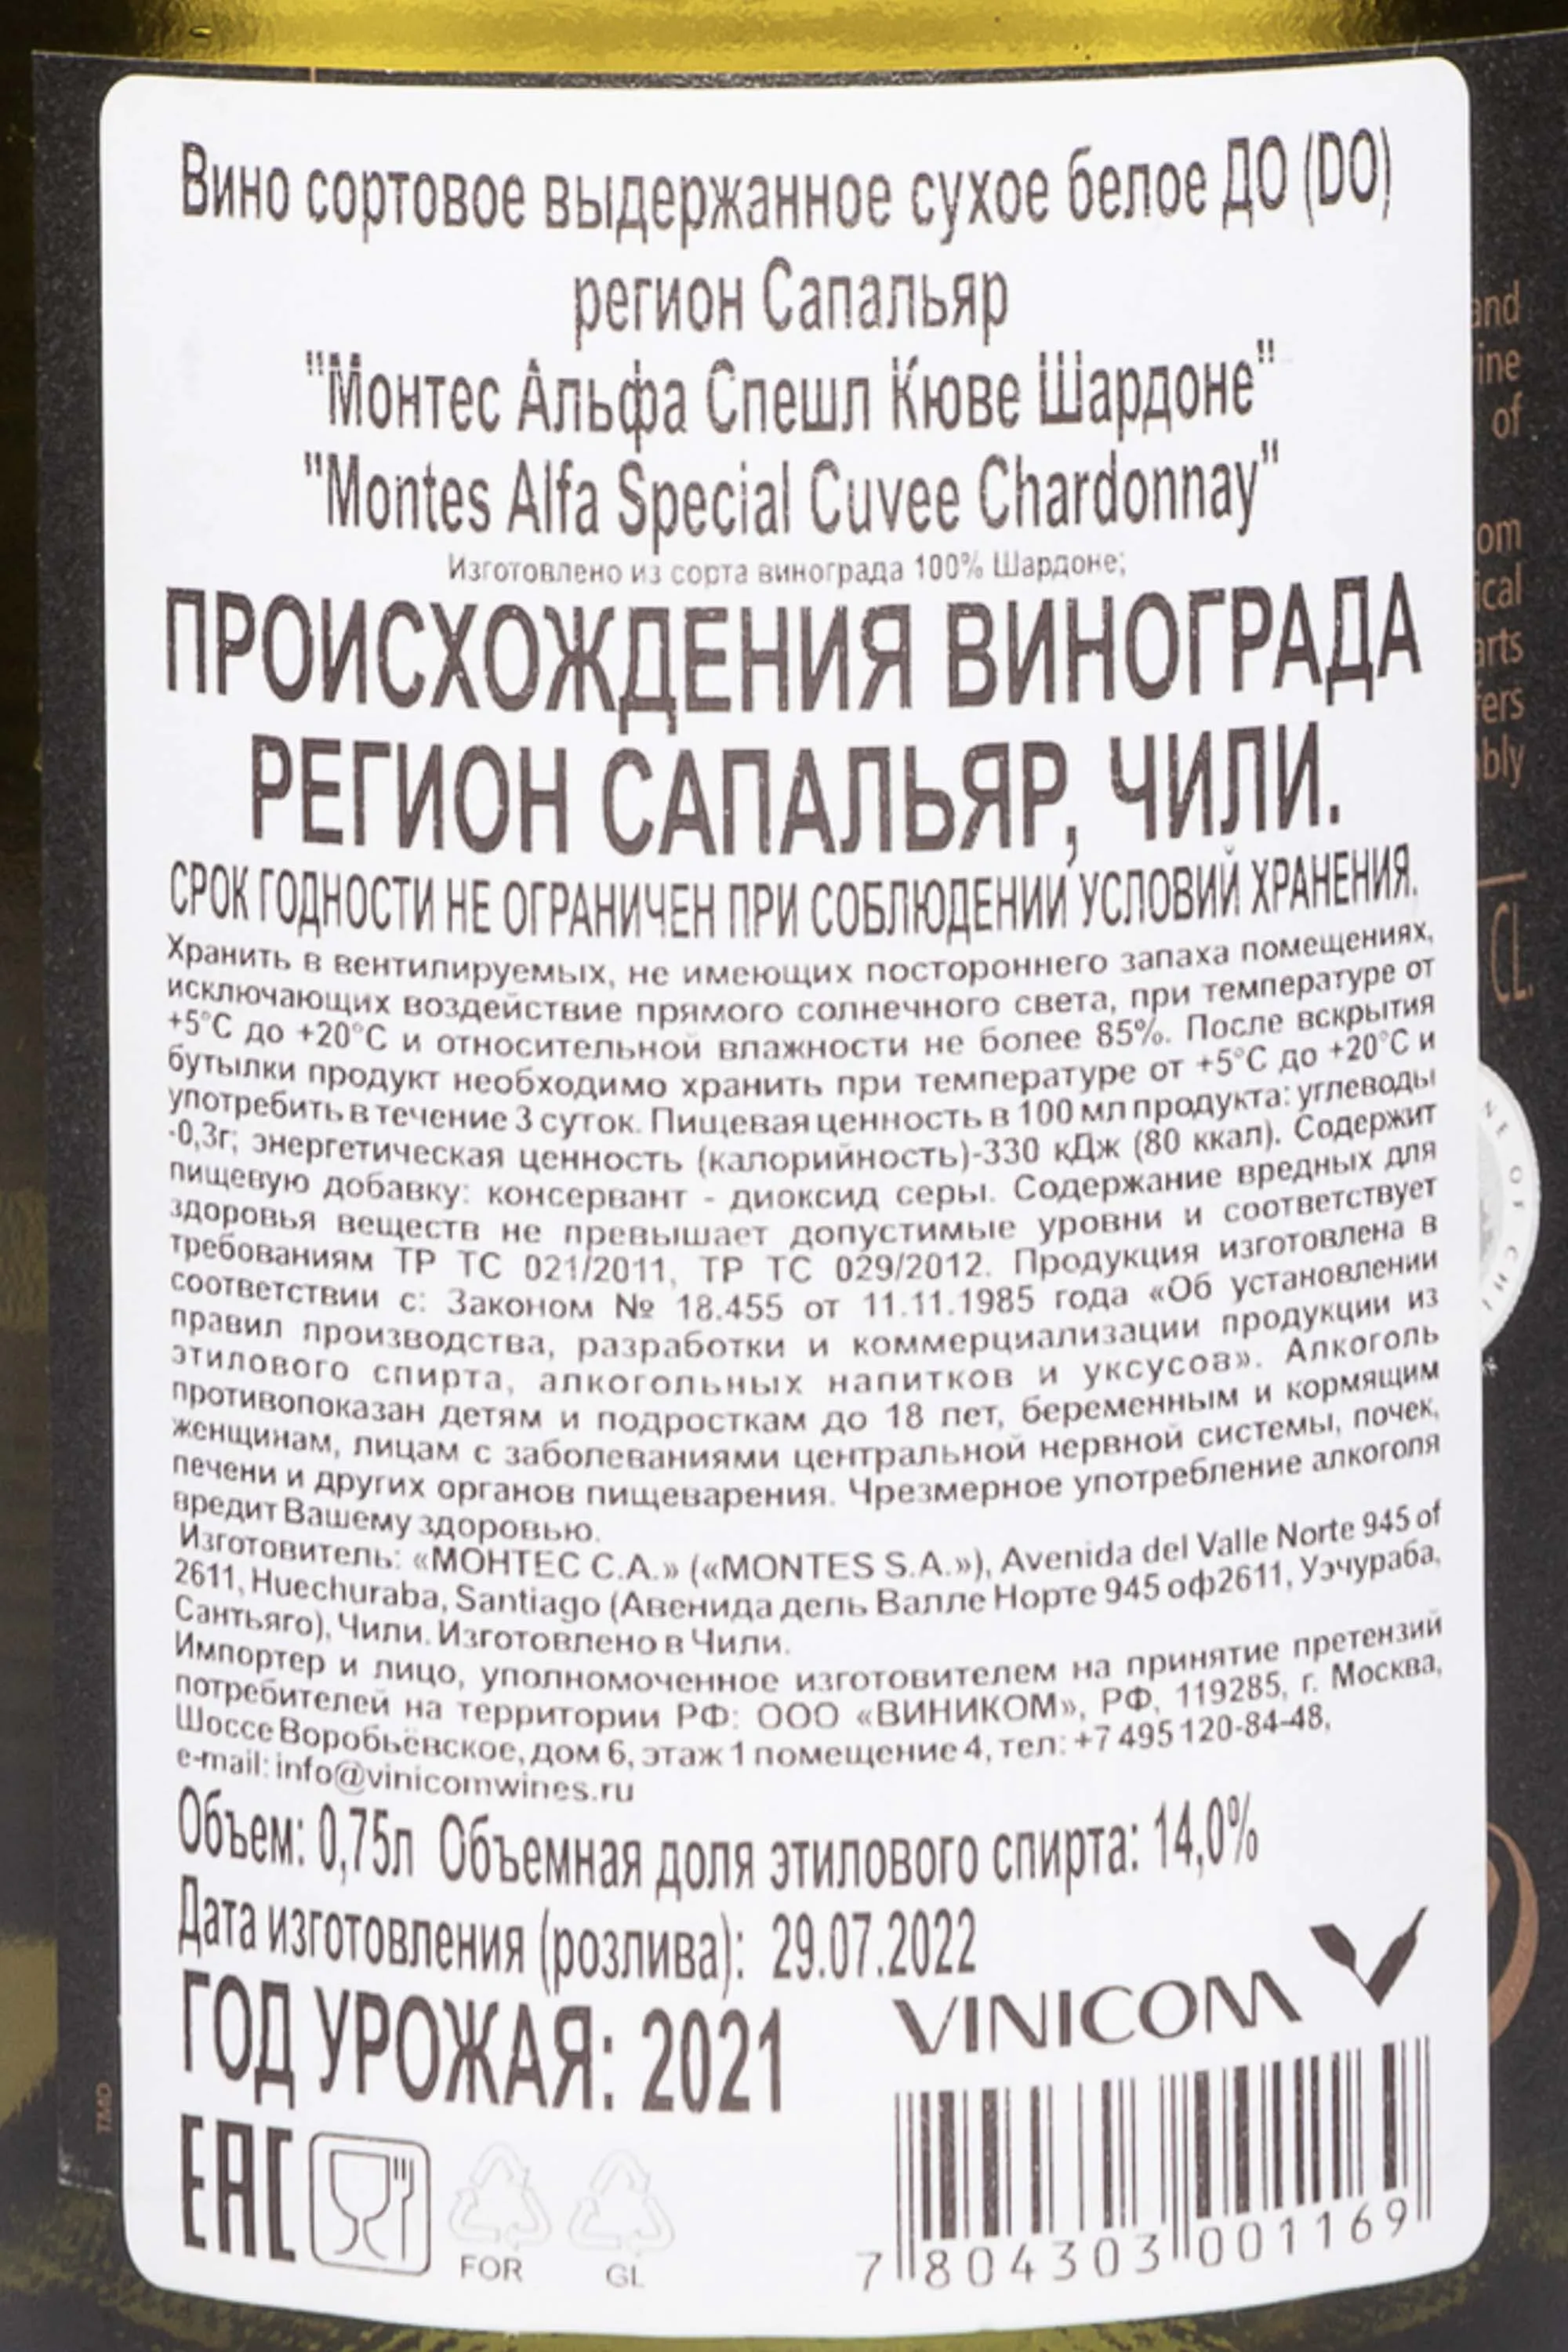 Вино сортовое выдержанное сухое белое ДО (DO)
регион Сапальяр
"Монтес Альфа Спешл Кюве Шардоне"
"Montes Alfa Special Cuvee Chardonnay"
Изготовлено из сорта винограда 100% Шардоне;
ПРОИСХОЖДЕНИЯ ВИНОГРАДА
РЕГИОН САПАЛЬЯР, ЧИЛИ.
СРОК ГОДНОСТИ НЕ ОГРАНИЧЕН ПРИ СОБЛЮДЕНИИ УСЛОВИЙ ХРАНЕНИЯ.
Хранить в вентилируемых, не имеющих постороннего запаха помещениях,
исключающих воздействие прямого солнечного света, при температуре от
+5°C до +20°C и относительной влажности не более 85%. После вскрытия
бутылки продукт необходимо хранить при температуре от +5°C до +20°C и
употребить в течение 3 суток. Пищевая ценность в 100 мл продукта: углеводы
-0,3г; энергетическая ценность (калорийность)-330 кДж (80 ккал). Содержит
пищевую добавку: консервант - диоксид серы. Содержание вредных для
здоровья веществ не превышает допустимые уровни и соответствует
требованиям ТР ТС 021/2011, ТР ТС 029/2012. Продукция изготовлена в
соответствии с: Законом № 18.455 от 11.11.1985 года «Об установлении
правил производства, разработки и коммерциализации продукции из
этилового спирта, алкогольных напитков и уксусов». Алкоголь
противопоказан детям и подросткам до 18 лет, беременным и кормящим
женщинам, лицам с заболеваниями центральной нервной системы, почек,
печени и других органов пищеварения. Чрезмерное употребление алкоголя
вредит Вашему здоровью.
Изготовитель: «МОНТЕС С.А.» («MONTES S.A.»), Avenida del Valle Norte 945 of
2611, Huechuraba, Santiago (Авенида дель Валле Норте 945 оф2611, Уэчураба,
Сантьяго), Чили. Изготовлено в Чили.
Импортер и лицо, уполномоченное изготовителем на принятие претензий
потребителей на территории РФ: ООО «ВИНИКОМ», РФ, 119285, г. Москва,
Шоссе Воробьёвское, дом 6, этаж 1 помещение 4, тел: +7 495 120-84-48,
e-mail: info@vinicomwines.ru
Объем: 0,75л Объемная доля этилового спирта: 14,0%
Дата изготовления (розлива): 29.07.2022
ГОД УРОЖАЯ: 2021
VINICOM
EAC
FOR
GL
7 804303 001169
and
of
CL.
TMD